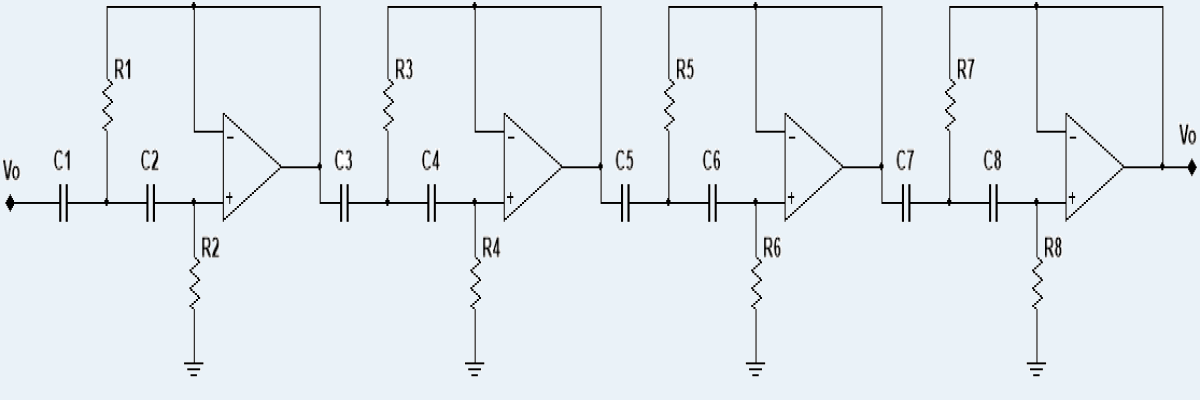 R1
R3
R5
R7
Vo
C1
C2
-
+
C3
C4
-
+
C5
C6
-
+
C7
C8
-
+
Vo
R2
R4
R6
R8